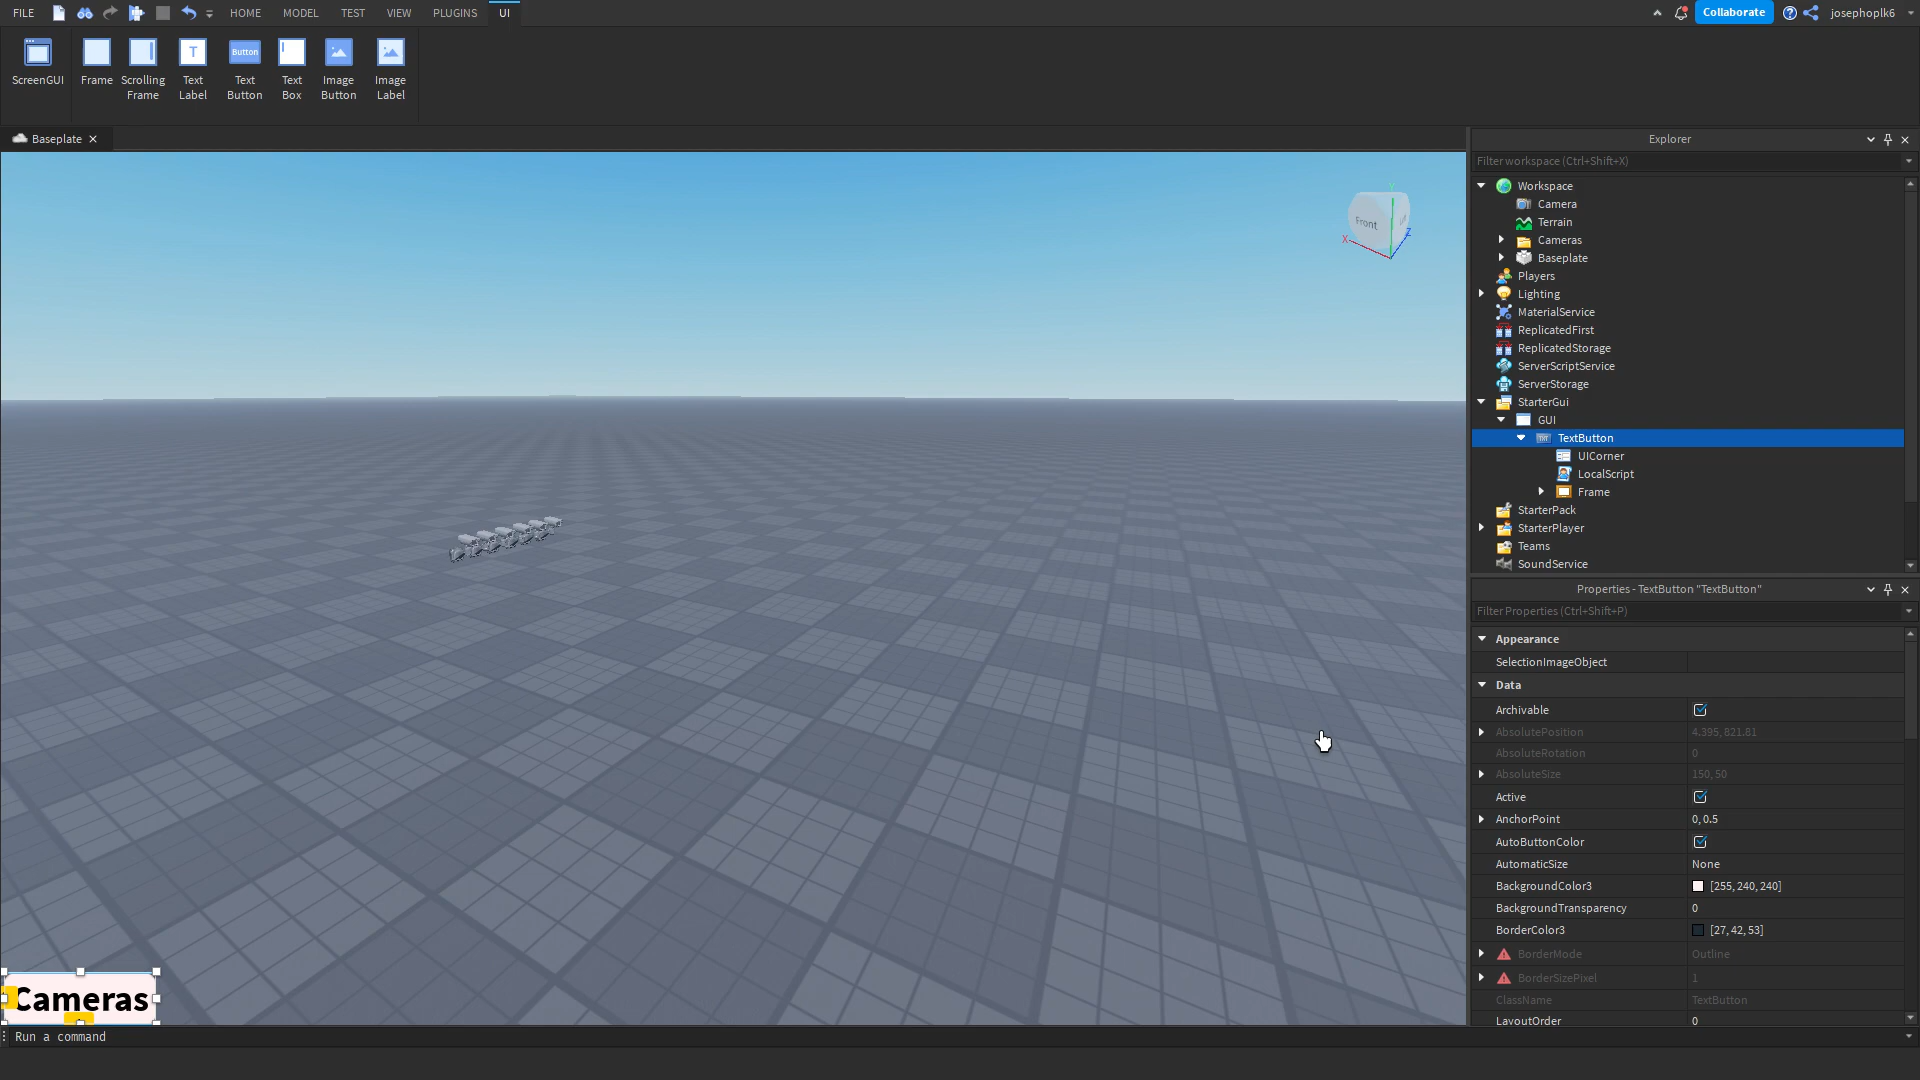 FILE
HOME
MODEL
TEST
VIEW
PLUGINS
UI
Collaborate
josephoplk6
ScreenGUI
Frame
Scrolling
Frame
Text
Label
Button
Text
Button
Text
Box
Image
Button
Image
Label
Baseplate
Front
X
Y
Z
Cameras
Run a command
Explorer
Filter workspace (Ctrl+Shift+X)
Workspace
Camera
Terrain
Cameras
Baseplate
Players
Lighting
MaterialService
ReplicatedFirst
ReplicatedStorage
ServerScriptService
ServerStorage
StarterGui
GUI
TextButton
UICorner
LocalScript
Frame
StarterPack
StarterPlayer
Teams
SoundService
Properties - TextButton "TextButton"
Filter Properties (Ctrl+Shift+P)
Appearance
SelectionImageObject
Data
Archivable
AbsolutePosition 4.395, 821.81
AbsoluteRotation 0
AbsoluteSize 150, 50
Active
AnchorPoint 0, 0.5
AutoButtonColor
AutomaticSize None
BackgroundColor3 [255, 240, 240]
BackgroundTransparency 0
BorderColor3 [27, 42, 53]
BorderMode Outline
BorderSizePixel 1
ClassName TextButton
LayoutOrder 0